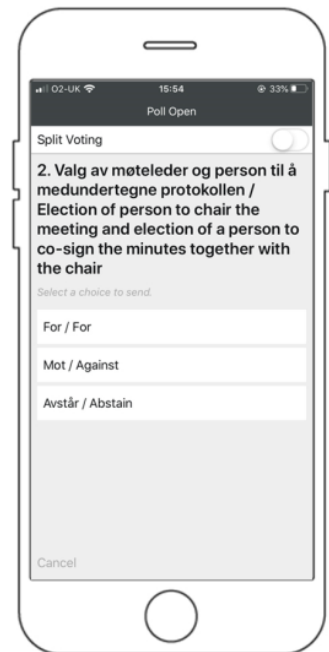 O2-UK 15:54 33%
Poll Open
Split Voting
2. Valg av møteleder og person til å
medundertegne protokollen /
Election of person to chair the
meeting and election of a person to
co-sign the minutes together with
the chair
Select a choice to send.
For / For
Mot / Against
Avstår / Abstain
Cancel